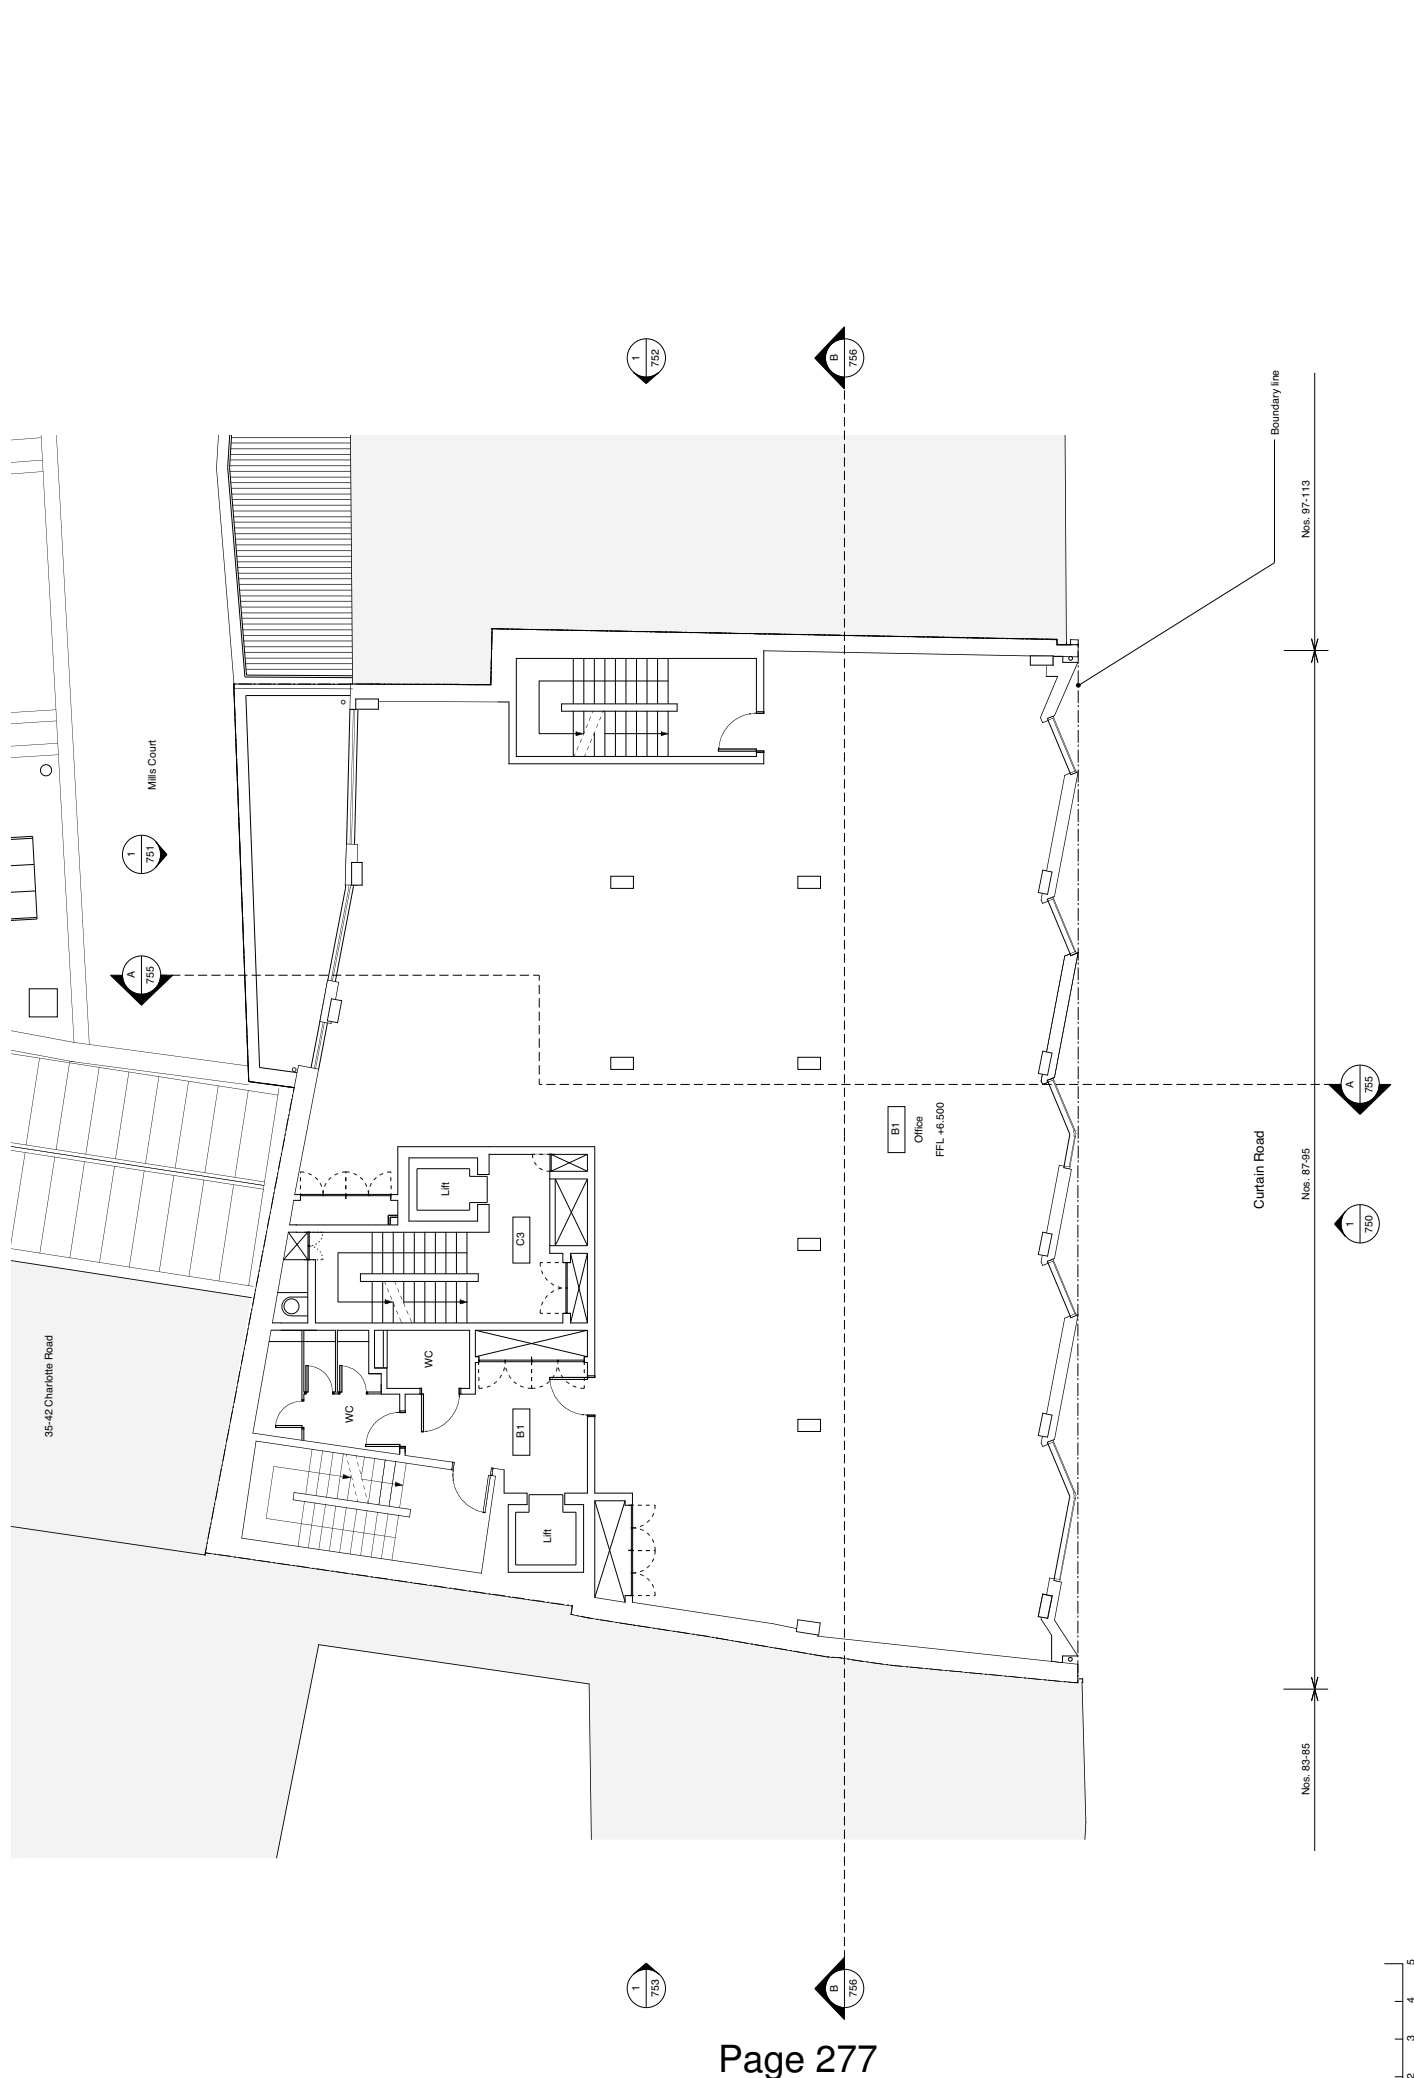 1
752
B
756
Boundary line
Nos. 97-113
Mills Court
1
751
A
755
A
755
B1
Office
FFL +6.500
Curtain Road
Nos. 87-95
Lift
C3
1
750
35-42 Charlotte Road
WC
WC
B1
Lift
Nos. 83-85
1
753
B
756
5
4
3
2
Page 277